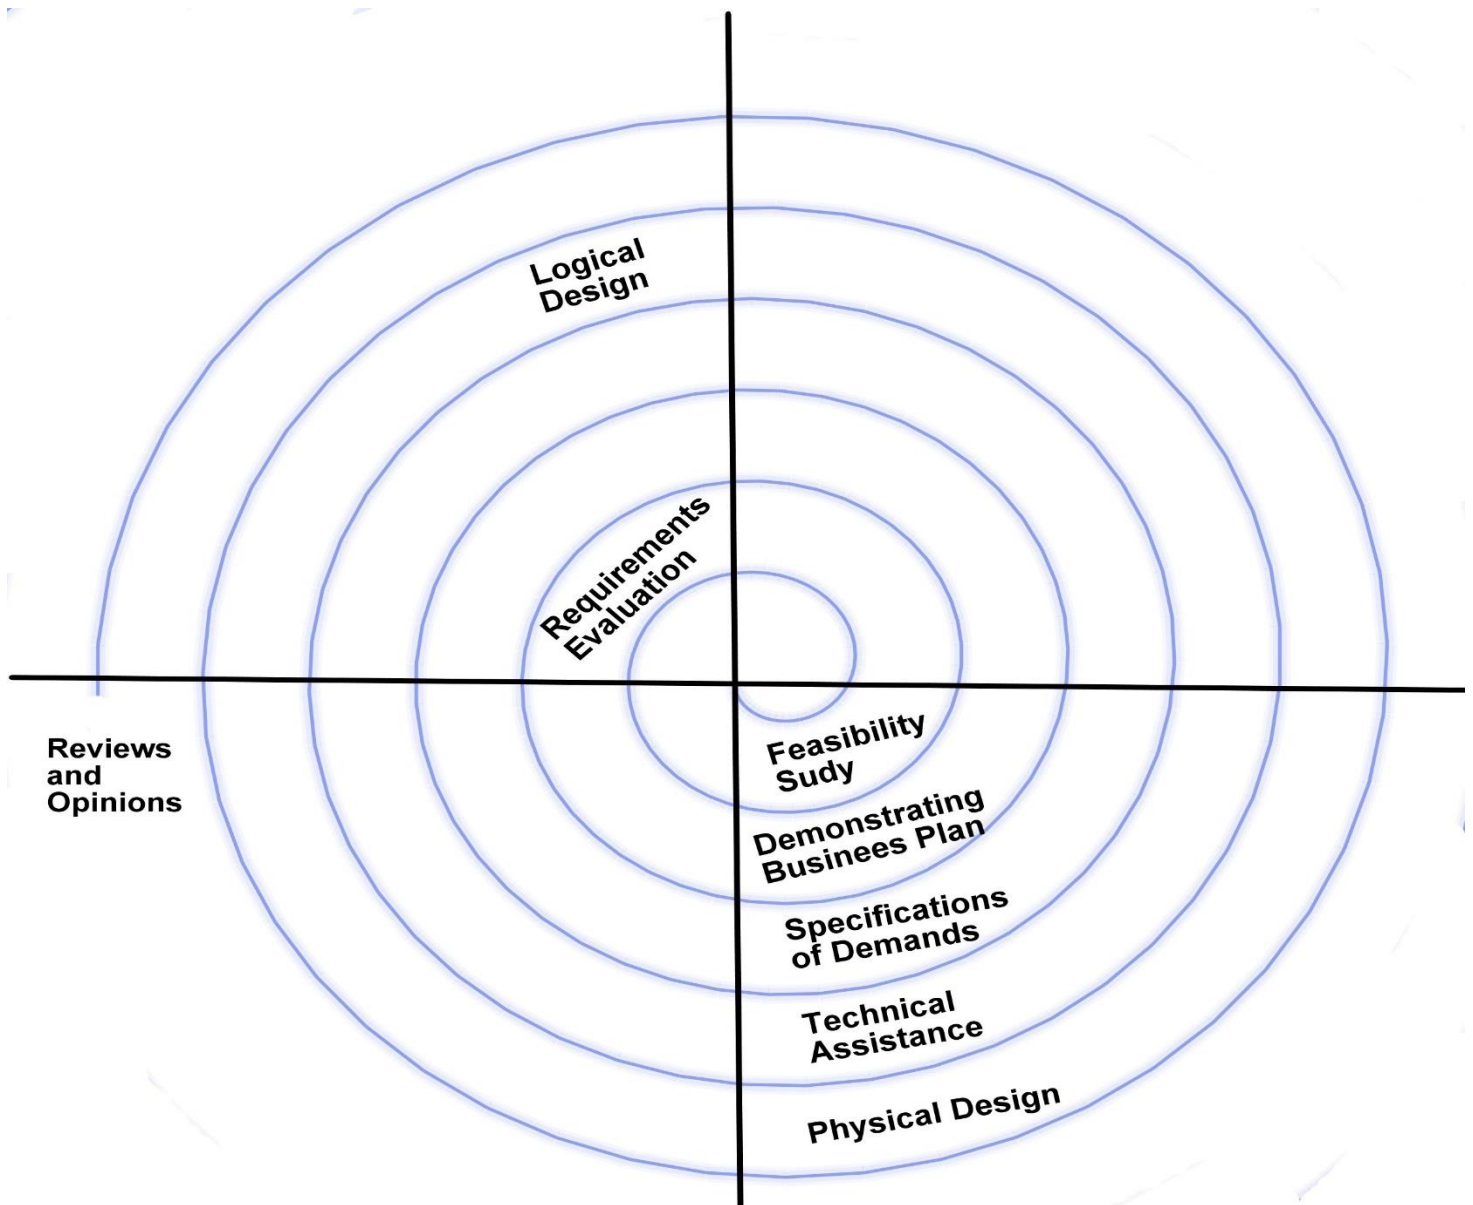 Logical
Design
Requirements
Evaluation
Reviews
and
Opinions
Feasibility
Sudy
Demonstrating
Businees Plan
Specifications
of Demands
Technical
Assistance
Physical Design